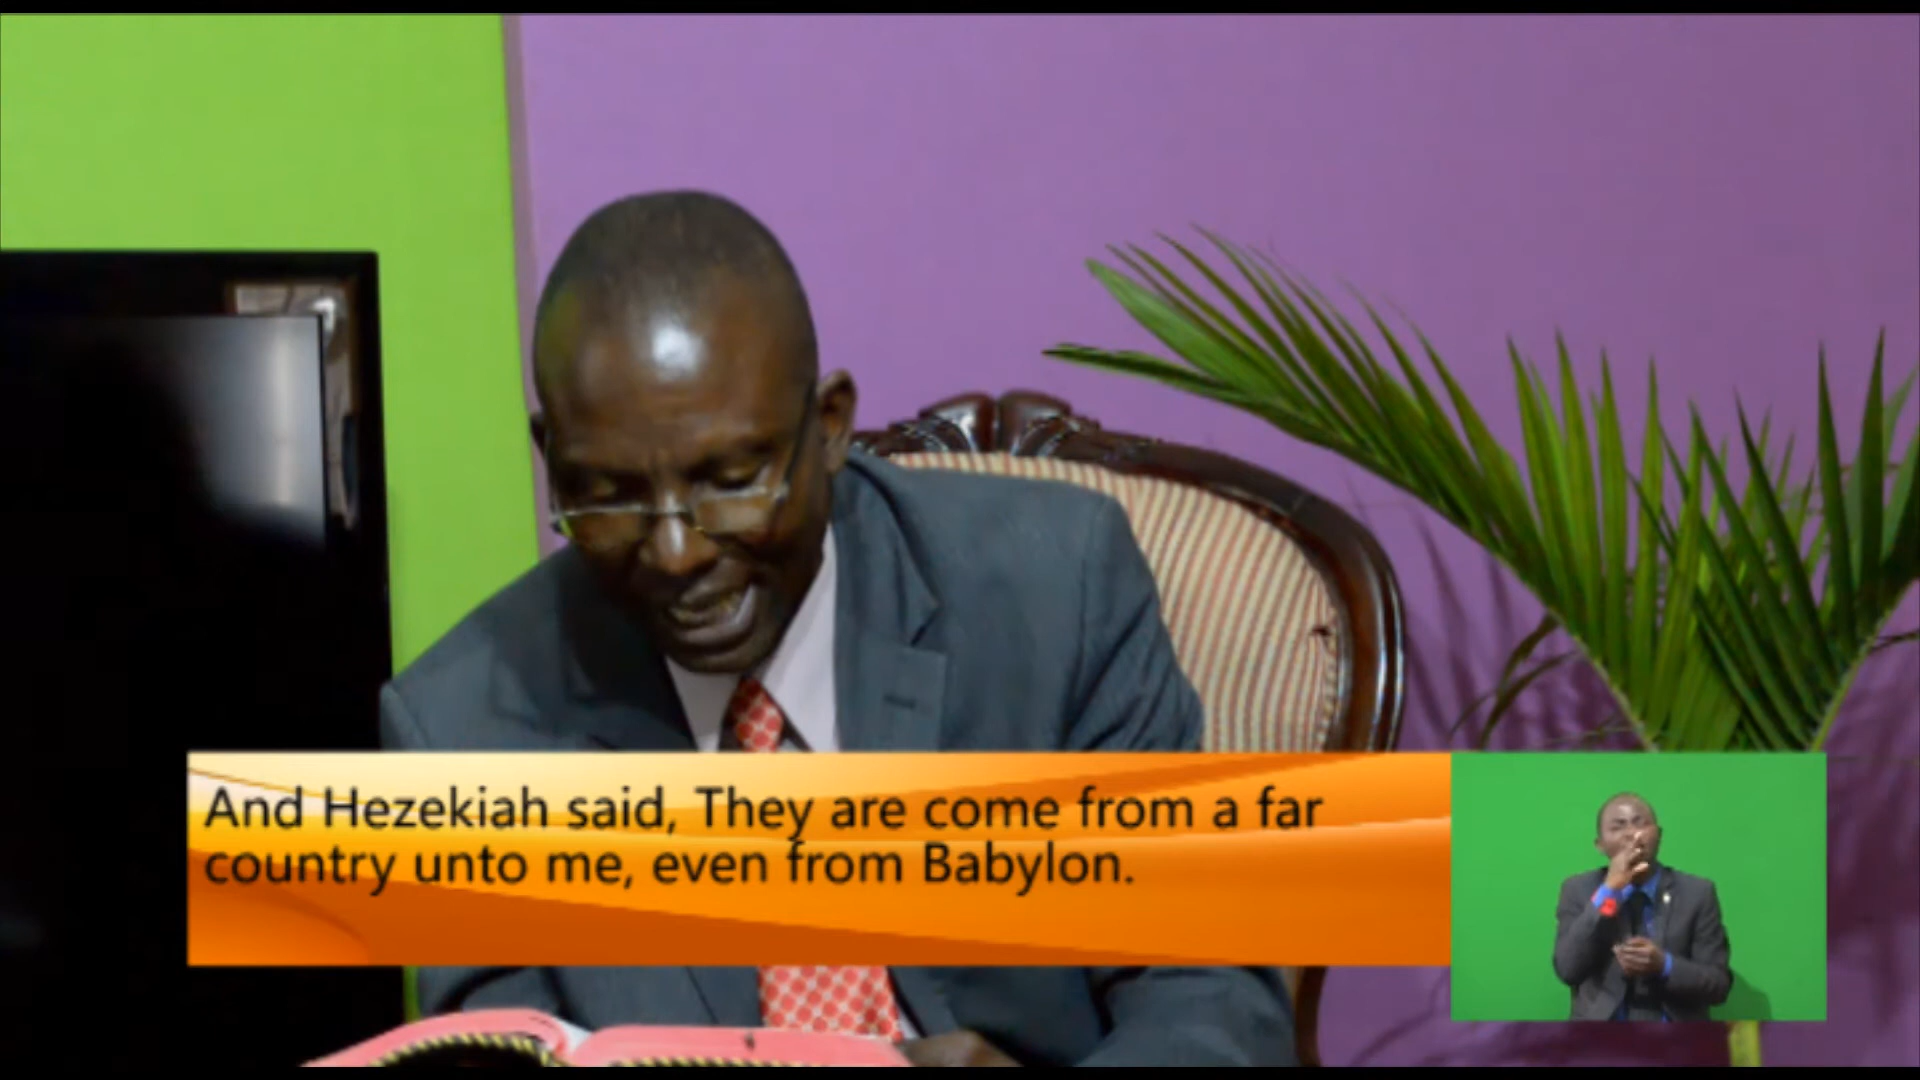 And Hezekiah said, They are come from a far
country unto me, even from Babylon.